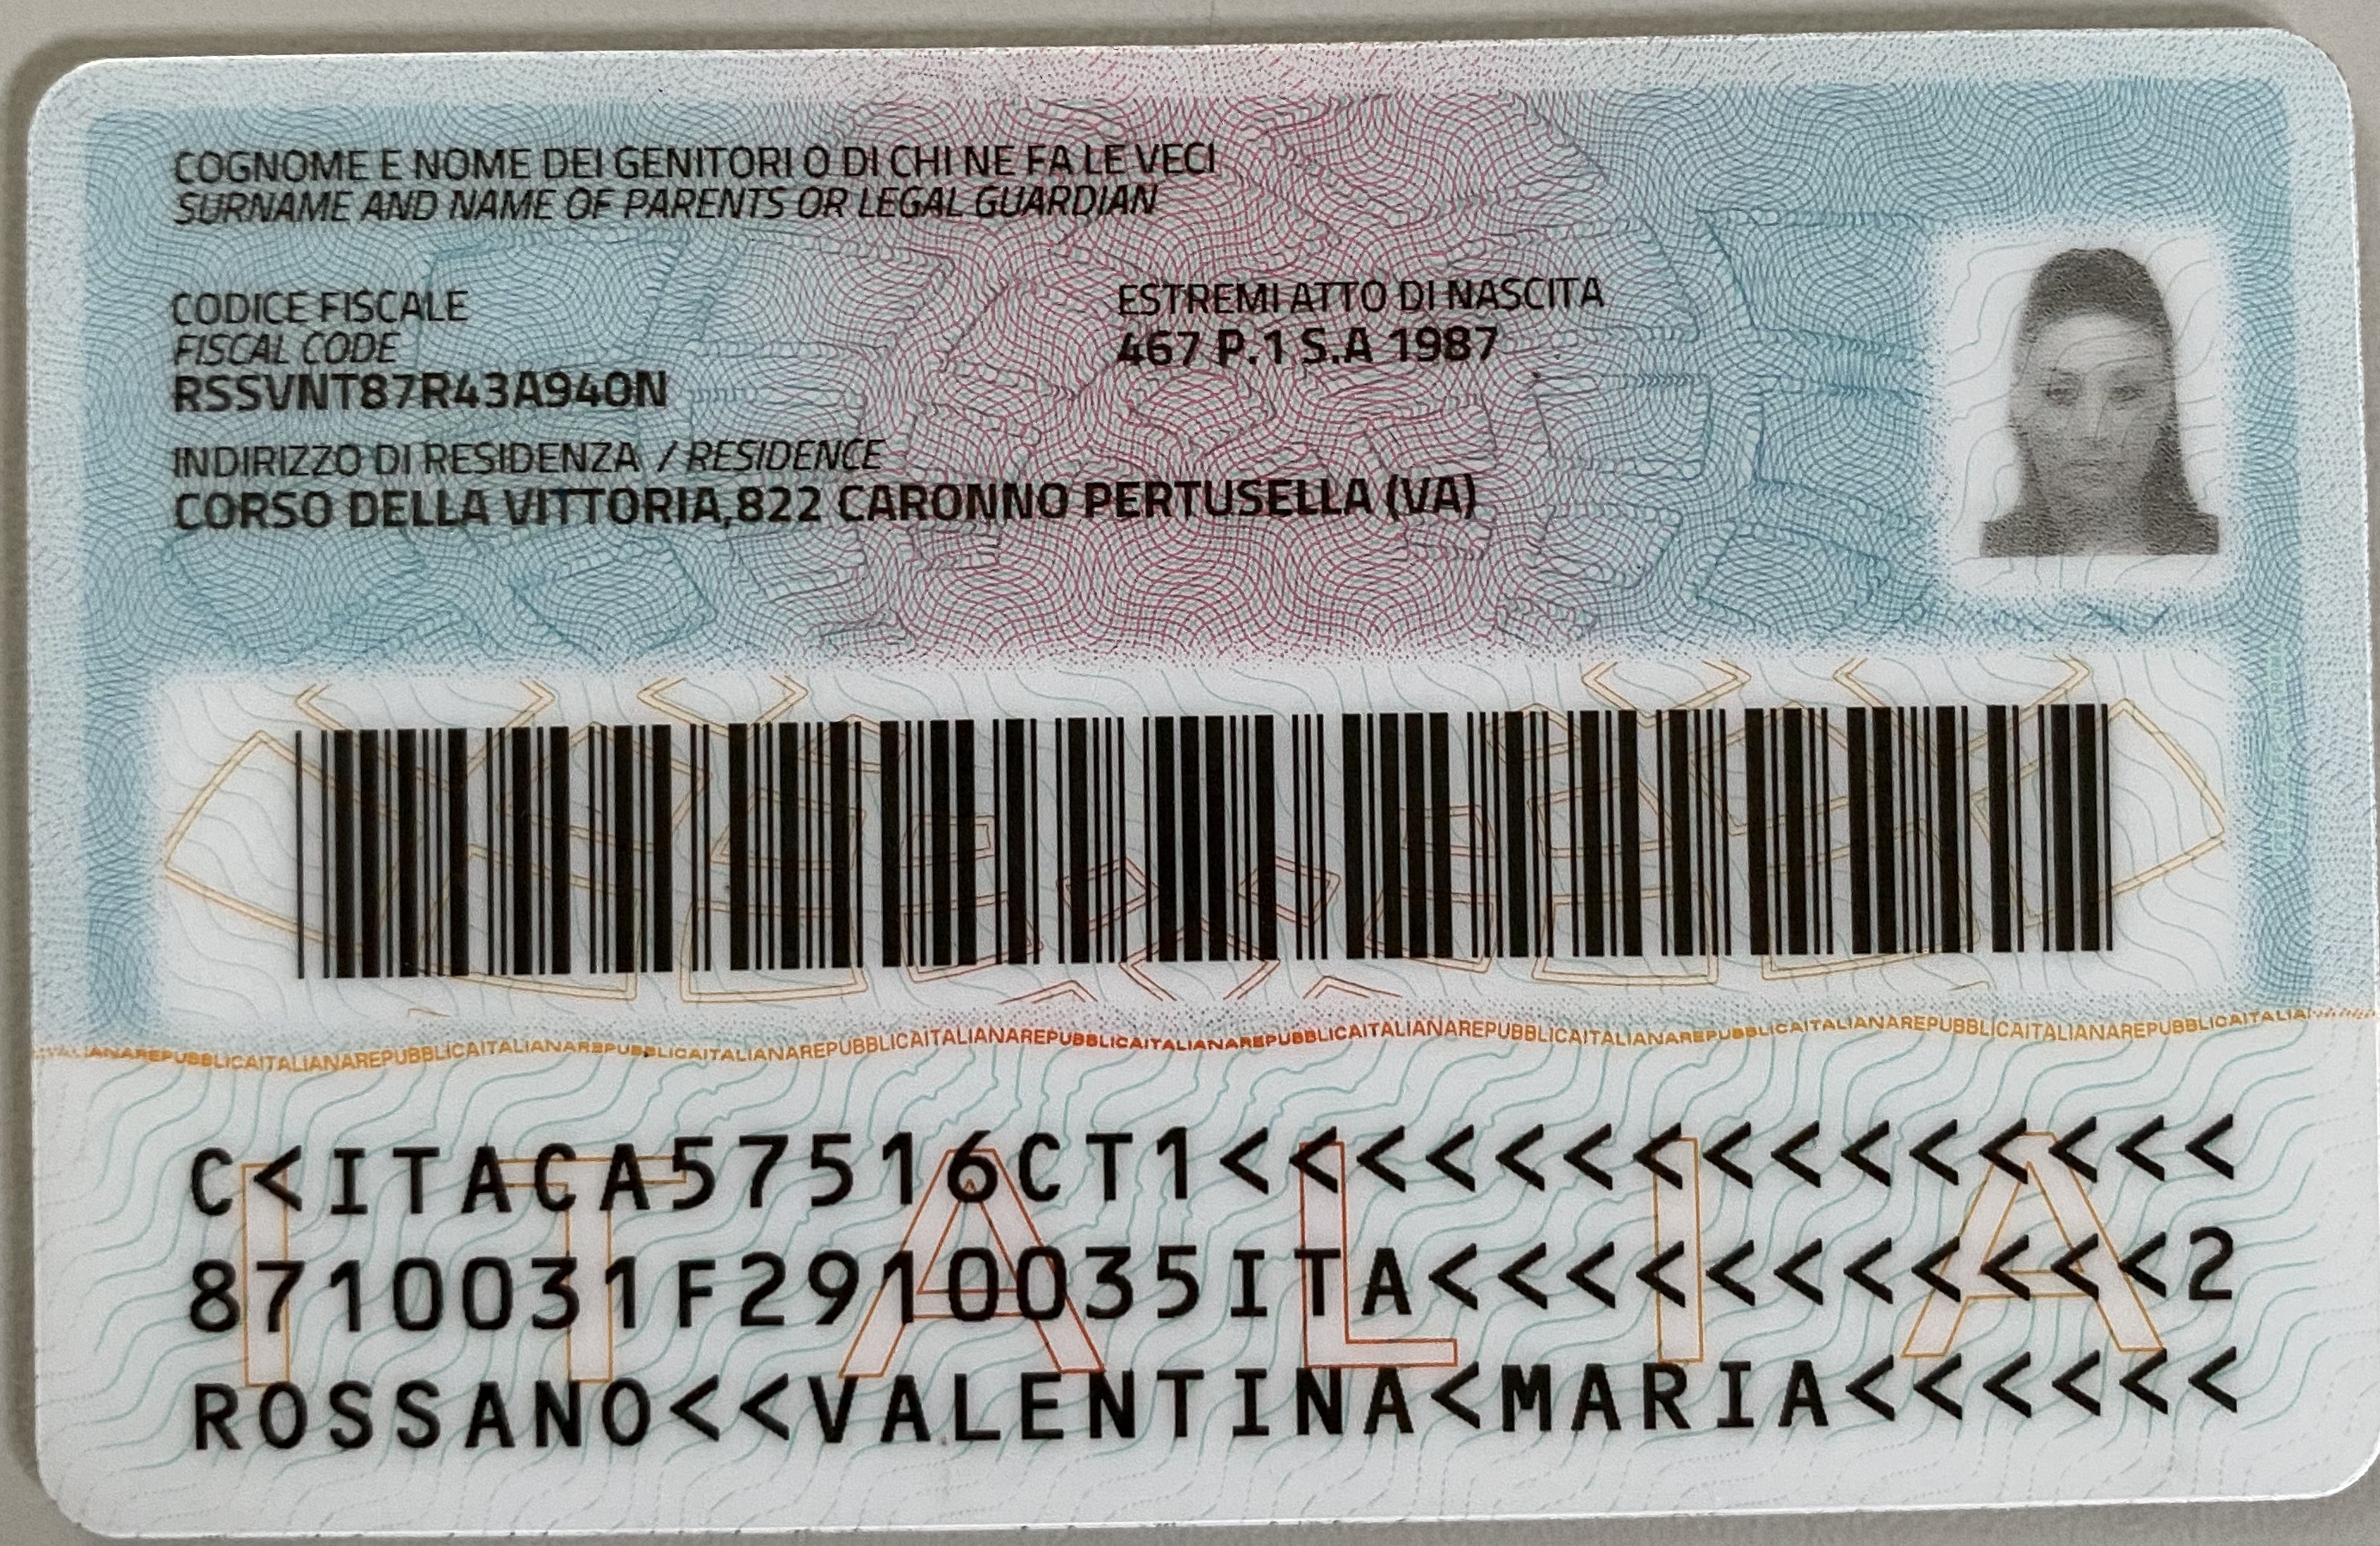 COGNOME E NOME DEI GENITORI O DI CHI NE FA LE VECI
SURNAME AND NAME OF PARENTS OR LEGAL GUARDIAN
CODICE FISCALE
FISCAL CODE
RSSVNT87R43A940N
ESTREMI ATTO DI NASCITA
467 P.1 S.A 1987
INDIRIZZO DI RESIDENZA / RESIDENCE
CORSO DELLA VITTORIA,822 CARONNO PERTUSELLA (VA)
REPUBBLICAITALIANAREPUBBLICAITALIANAREPUBBLICAITALIANAREPUBBLICAITALIANAREPUBBLICAITALIANAREPUBBLICAITALIANAREPUBBLICAITALIANAREPUBBLICAITALIA
ITALIA
C<ITACA57516CT1<<<<<<<<<<<<<<<
8710031F2910035ITA<<<<<<<<<<<2
ROSSANO<<VALENTINA<MARIA<<<<<<